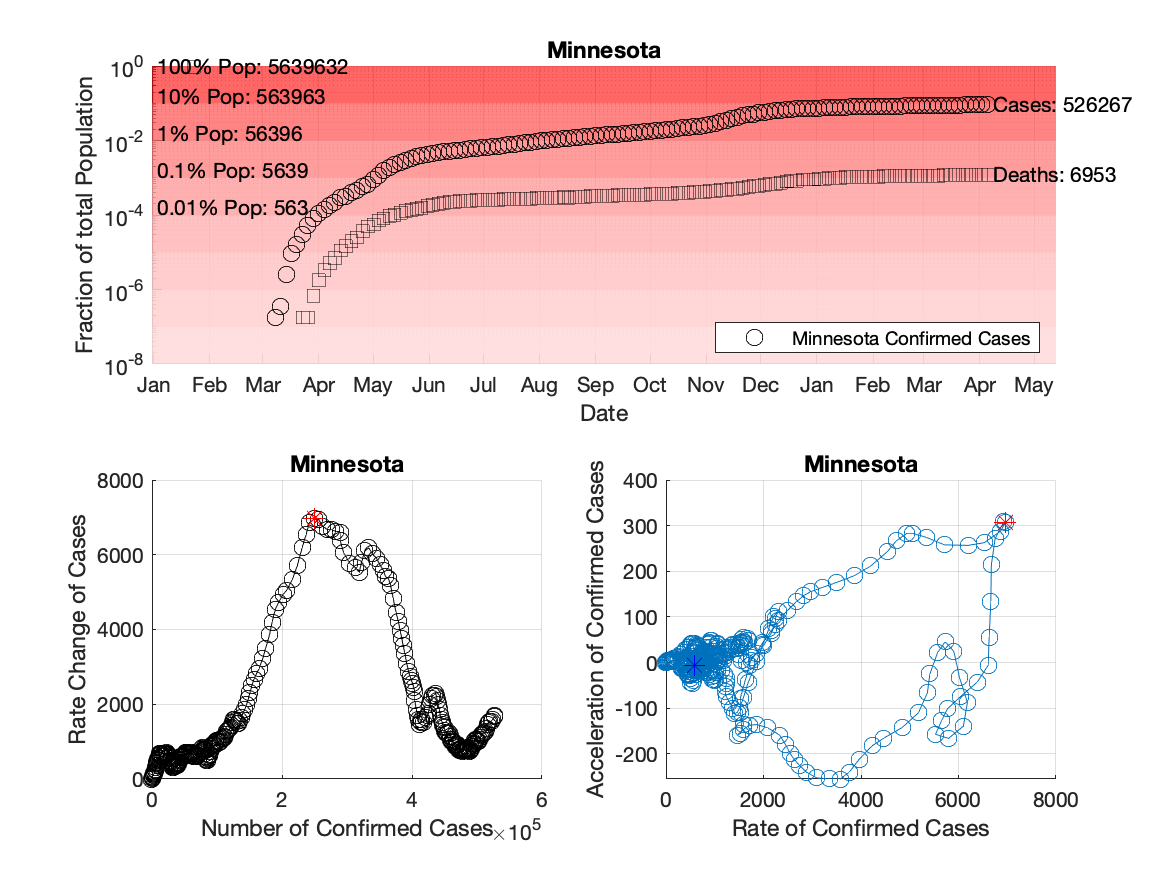 Minnesota
Fraction of total Population
10^0
10^-2
10^-4
10^-6
10^-8
100% Pop: 5639632
10% Pop: 563963
1% Pop: 56396
0.1% Pop: 5639
0.01% Pop: 563
Cases: 526267
Deaths: 6953
Minnesota Confirmed Cases
Jan Feb Mar Apr May Jun Jul Aug Sep Oct Nov Dec Jan Feb Mar Apr May
Date
Minnesota
Rate Change of Cases
8000
6000
4000
2000
0
0 2 4 6
Number of Confirmed Cases ×10^5
Minnesota
Acceleration of Confirmed Cases
400
300
200
100
0
-100
-200
0 2000 4000 6000 8000
Rate of Confirmed Cases